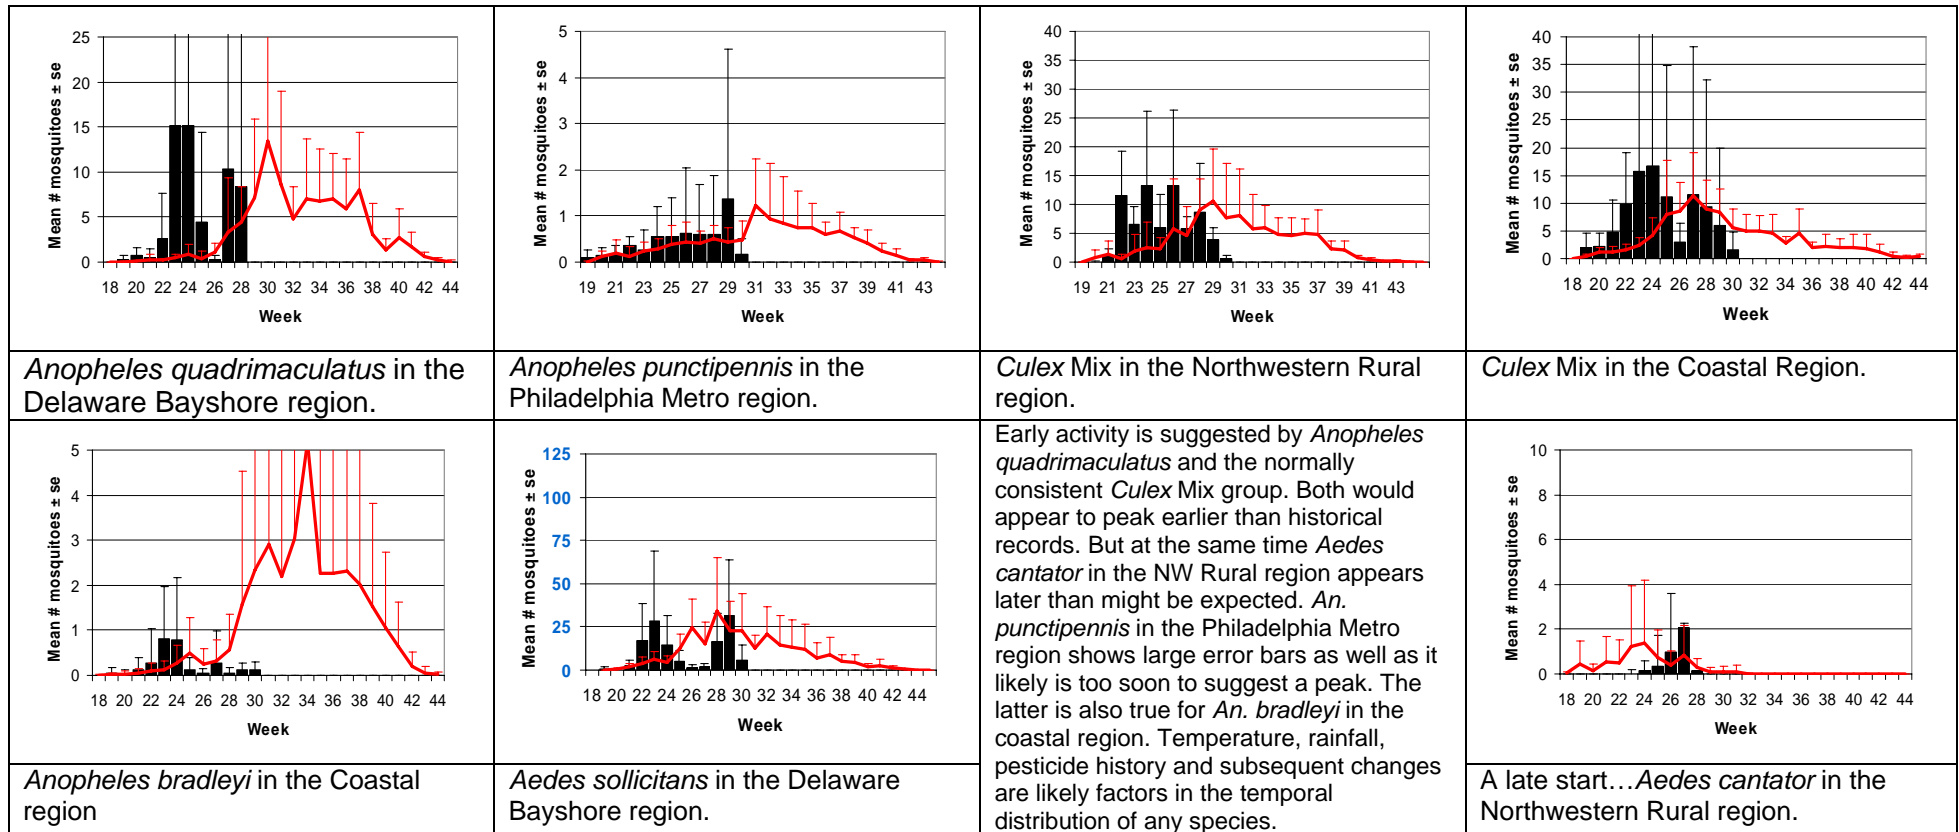 25
20
15
10
5
0
Mean # mosquitoes ± se
18 20 22 24 26 28 30 32 34 36 38 40 42 44
Week
Anopheles quadrimaculatus in the
Delaware Bayshore region.
5
4
3
2
1
0
Mean # mosquitoes ± se
19 21 23 25 27 29 31 33 35 37 39 41 43
Week
Anopheles punctipennis in the
Philadelphia Metro region.
40
35
30
25
20
15
10
5
0
Mean # mosquitoes ± se
19 21 23 25 27 29 31 33 35 37 39 41 43
Week
Culex Mix in the Northwestern Rural
region.
40
35
30
25
20
15
10
5
0
Mean # mosquitoes ± se
18 20 22 24 26 28 30 32 34 36 38 40 42 44
Week
Culex Mix in the Coastal Region.
5
4
3
2
1
0
Mean # mosquitoes ± se
18 20 22 24 26 28 30 32 34 36 38 40 42 44
Week
Anopheles bradleyi in the Coastal
region
125
100
75
50
25
0
Mean # mosquitoes ± se
18 20 22 24 26 28 30 32 34 36 38 40 42 44
Week
Aedes sollicitans in the Delaware
Bayshore region.
Early activity is suggested by Anopheles
quadrimaculatus and the normally
consistent Culex Mix group. Both would
appear to peak earlier than historical
records. But at the same time Aedes
cantator in the NW Rural region appears
later than might be expected. An.
punctipennis in the Philadelphia Metro
region shows large error bars as well as it
likely is too soon to suggest a peak. The
latter is also true for An. bradleyi in the
coastal region. Temperature, rainfall,
pesticide history and subsequent changes
are likely factors in the temporal
distribution of any species.
10
8
6
4
2
0
Mean # mosquitoes ± se
18 20 22 24 26 28 30 32 34 36 38 40 42 44
Week
A late start…Aedes cantator in the
Northwestern Rural region.